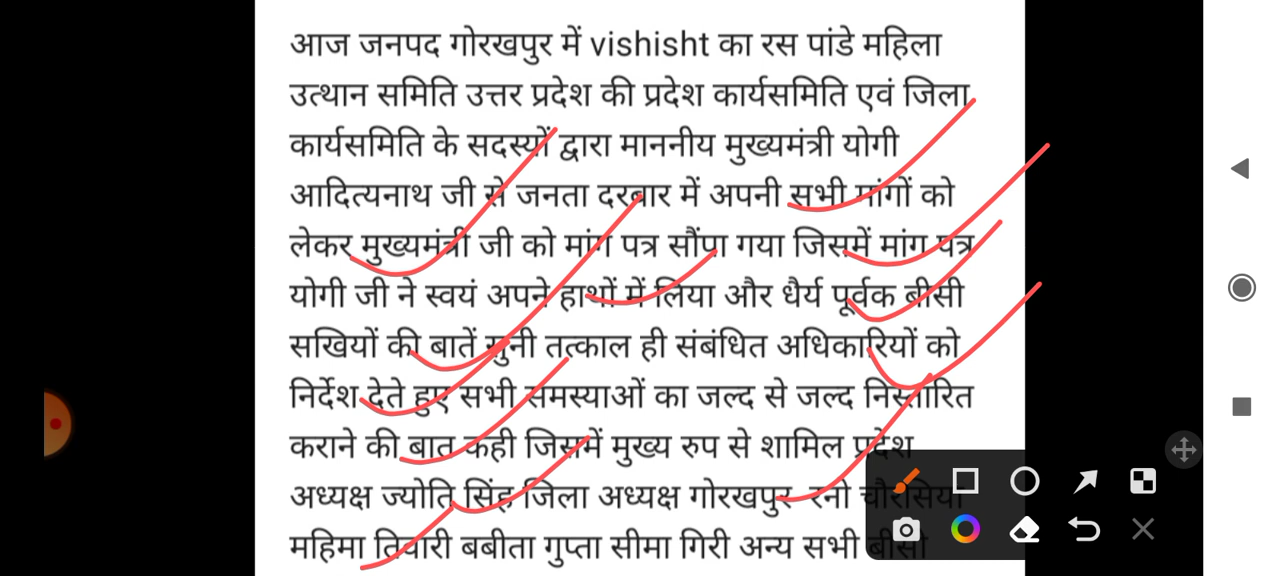 आज जनपद गोरखपुर में vishisht का रस पांडे महिला
उत्थान समिति उत्तर प्रदेश की प्रदेश कार्यसमिति एवं जिला
कार्यसमिति के सदस्यों द्वारा माननीय मुख्यमंत्री योगी
आदित्यनाथ जी से जनता दरबार में अपनी सभी मांगों को
लेकर मुख्यमंत्री जी को मांग पत्र सौंपा गया जिसमें मांग पत्र
योगी जी ने स्वयं अपने हाथों में लिया और धैर्य पूर्वक बीसी
सखियों की बातें सुनी तत्काल ही संबंधित अधिकारियों को
निर्देश देते हुए सभी समस्याओं का जल्द से जल्द निस्तारित
कराने की बात कही जिसमें मुख्य रुप से शामिल प्रदेश
अध्यक्ष ज्योति सिंह जिला अध्यक्ष गोरखपुर रनो चौरसिया
महिमा तिवारी बबीता गुप्ता सीमा गिरी अन्य सभी बीसी